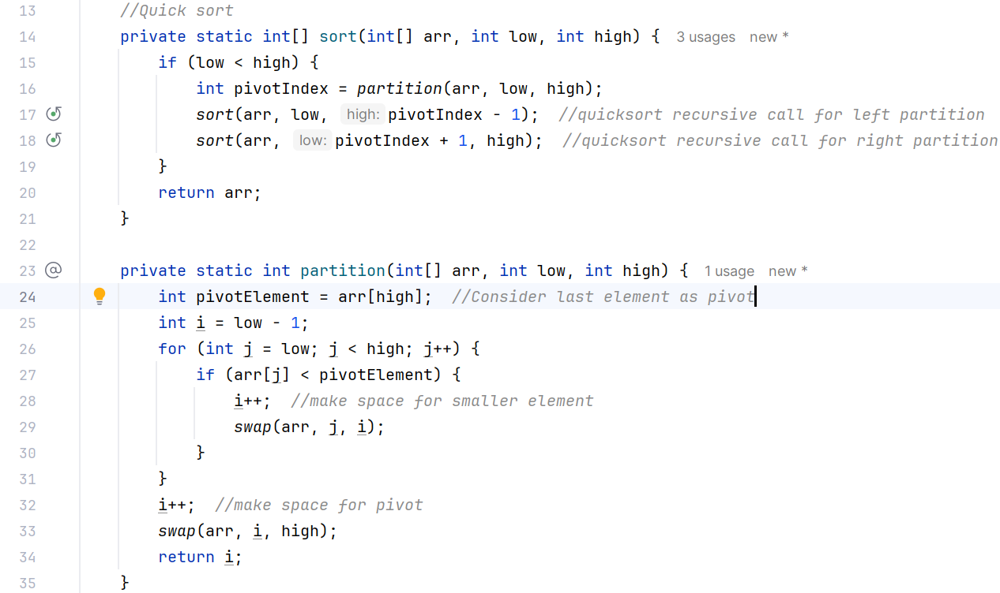 13 //Quick sort
14 private static int[] sort(int[] arr, int low, int high) { 3 usages new *
15 if (low < high) {
16 int pivotIndex = partition(arr, low, high);
17 sort(arr, low, high: pivotIndex - 1); //quicksort recursive call for left partition
18 sort(arr, low: pivotIndex + 1, high); //quicksort recursive call for right partition
19 }
20 return arr;
21 }
22
23 @ private static int partition(int[] arr, int low, int high) { 1 usage new *
24 int pivotElement = arr[high]; //Consider last element as pivot
25 int i = low - 1;
26 for (int j = low; j < high; j++) {
27 if (arr[j] < pivotElement) {
28 i++; //make space for smaller element
29 swap(arr, j, i);
30 }
31 }
32 i++; //make space for pivot
33 swap(arr, i, high);
34 return i;
35 }